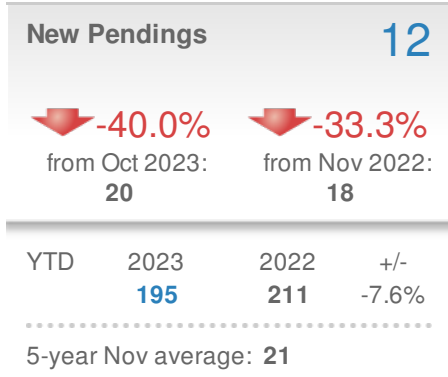 New Pendings 12
-40.0% -33.3%
from Oct 2023: from Nov 2022:
20 18
YTD 2023 2022 +/-
195 211 -7.6%
5-year Nov average: 21